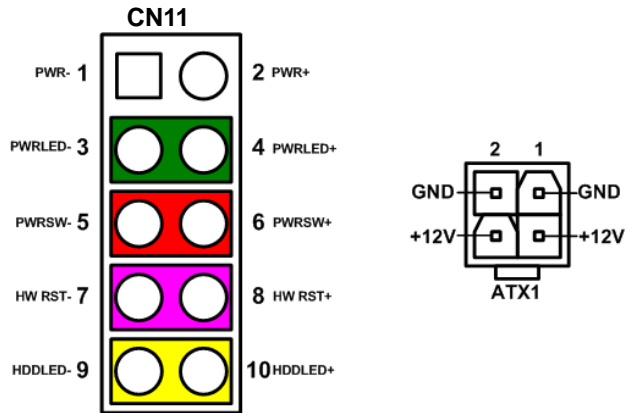 CN11
PWR- 1 2 PWR+
PWRLED- 3 4 PWRLED+
PWRSW- 5 6 PWRSW+
HW RST- 7 8 HW RST+
HDDLED- 9 10 HDDLED+
2 1
GND GND
+12V +12V
ATX1